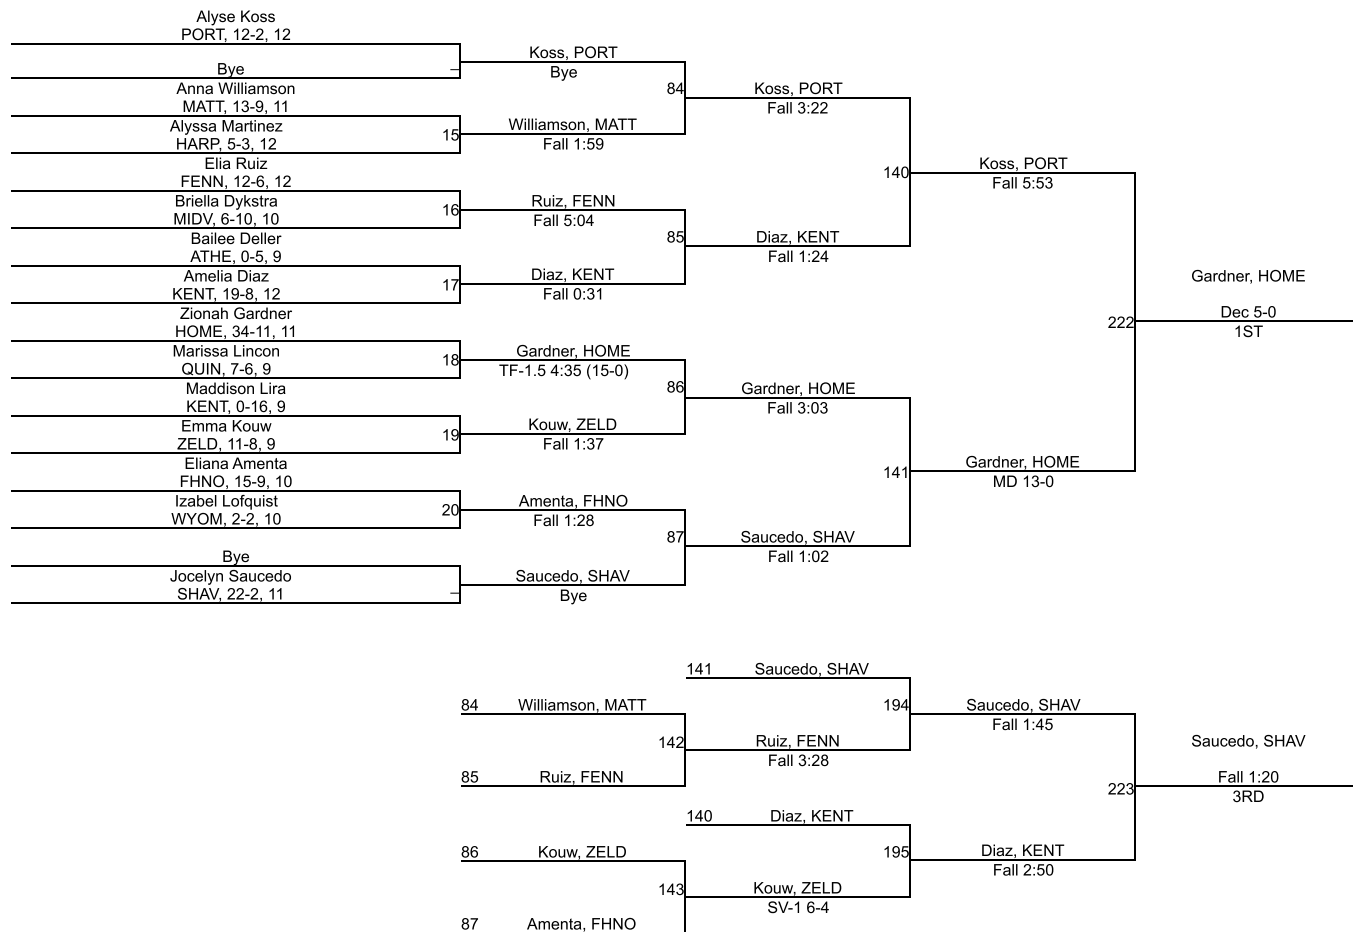 Alyse Koss
PORT, 12-2, 12
Bye
Anna Williamson
MATT, 13-9, 11
Alyssa Martinez
HARP, 5-3, 12
Elia Ruiz
FENN, 12-6, 12
Briella Dykstra
MIDV, 6-10, 10
Bailee Deller
ATHE, 0-5, 9
Amelia Diaz
KENT, 19-8, 12
Zionah Gardner
HOME, 34-11, 11
Marissa Lincon
QUIN, 7-6, 9
Maddison Lira
KENT, 0-16, 9
Emma Kouw
ZELD, 11-8, 9
Eliana Amenta
FHNO, 15-9, 10
Izabel Lofquist
WYOM, 2-2, 10
Bye
Jocelyn Saucedo
SHAV, 22-2, 11
15
16
17
18
19
20
Koss, PORT
Bye
Williamson, MATT
Fall 1:59
Ruiz, FENN
Fall 5:04
Diaz, KENT
Fall 0:31
Gardner, HOME
TF-1.5 4:35 (15-0)
Kouw, ZELD
Fall 1:37
Amenta, FHNO
Fall 1:28
Saucedo, SHAV
Bye
84
85
86
87
Koss, PORT
Fall 3:22
Diaz, KENT
Fall 1:24
Gardner, HOME
Fall 3:03
Saucedo, SHAV
Fall 1:02
140
141
Koss, PORT
Fall 5:53
Gardner, HOME
MD 13-0
222
Gardner, HOME
Dec 5-0
1ST
84 Williamson, MATT
85 Ruiz, FENN
86 Kouw, ZELD
87 Amenta, FHNO
142
143
141 Saucedo, SHAV
Ruiz, FENN
Fall 3:28
140 Diaz, KENT
Kouw, ZELD
SV-1 6-4
194
195
Saucedo, SHAV
Fall 1:45
Diaz, KENT
Fall 2:50
223
Saucedo, SHAV
Fall 1:20
3RD